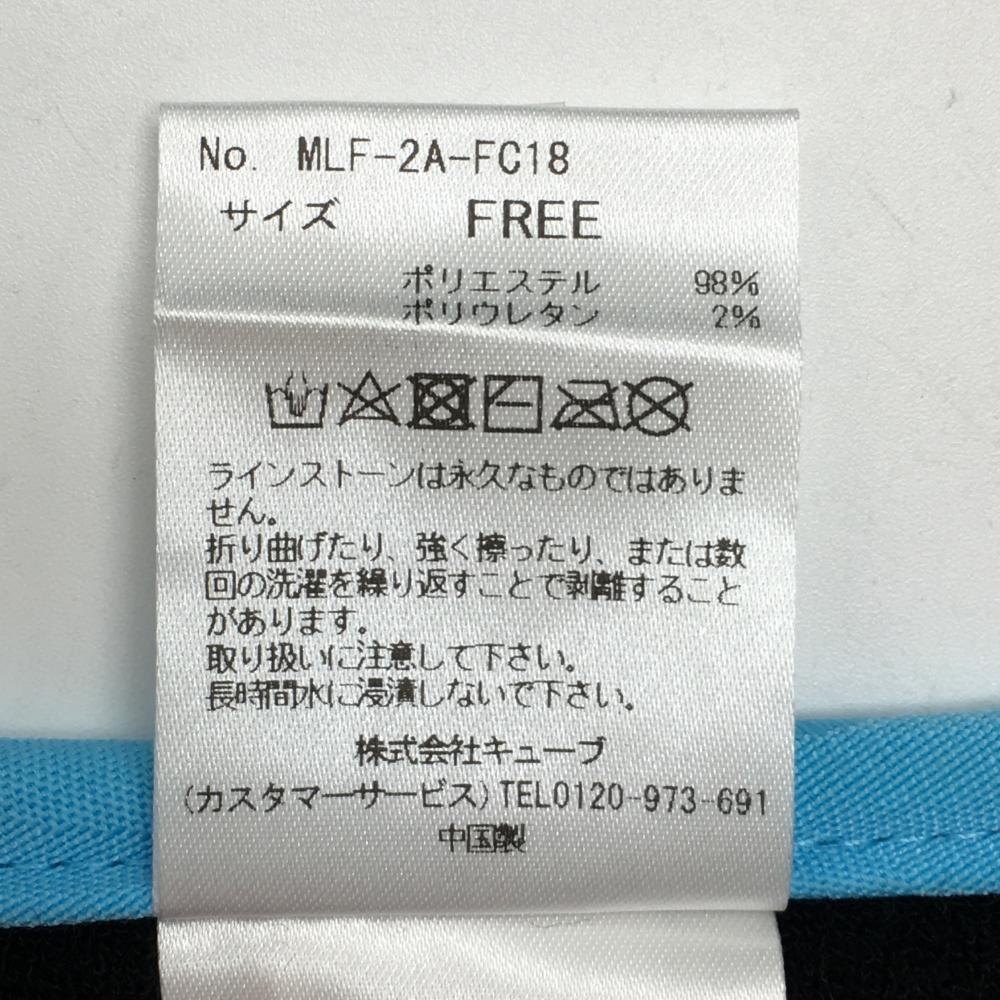 No. MLF-2A-FC18
サイズ FREE
ポリエステル 98%
ポリウレタン 2%
ラインストーンは永久なものではありま
せん。
折り曲げたり、強く擦ったり、または数
回の洗濯を繰り返すことで剥離すること
があります。
取り扱いに注意して下さい。
長時間水に浸漬しないで下さい。
株式会社キューブ
(カスタマーサービス)TEL0120-973-691
中国製